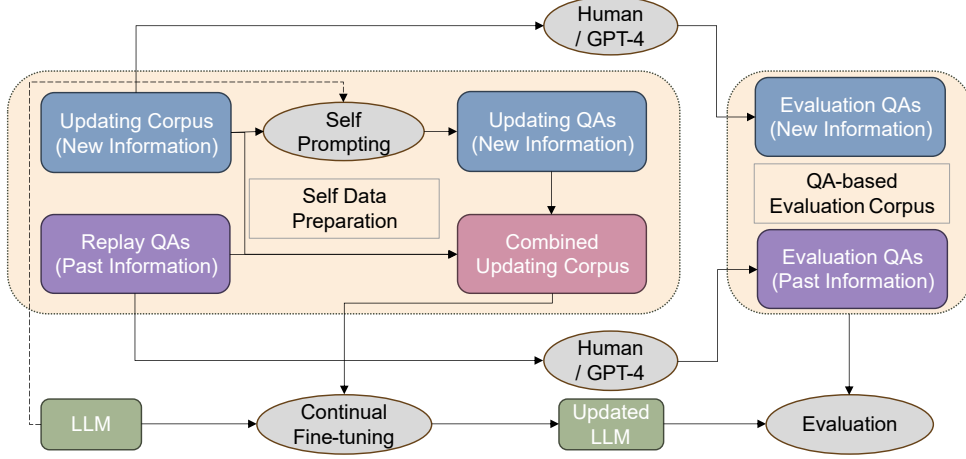 Human
/ GPT-4
Updating Corpus
(New Information)
Self
Prompting
Updating QAs
(New Information)
Evaluation QAs
(New Information)
Self Data
Preparation
QA-based
Evaluation Corpus
Replay QAs
(Past Information)
Combined
Updating Corpus
Evaluation QAs
(Past Information)
Human
/ GPT-4
LLM
Continual
Fine-tuning
Updated
LLM
Evaluation